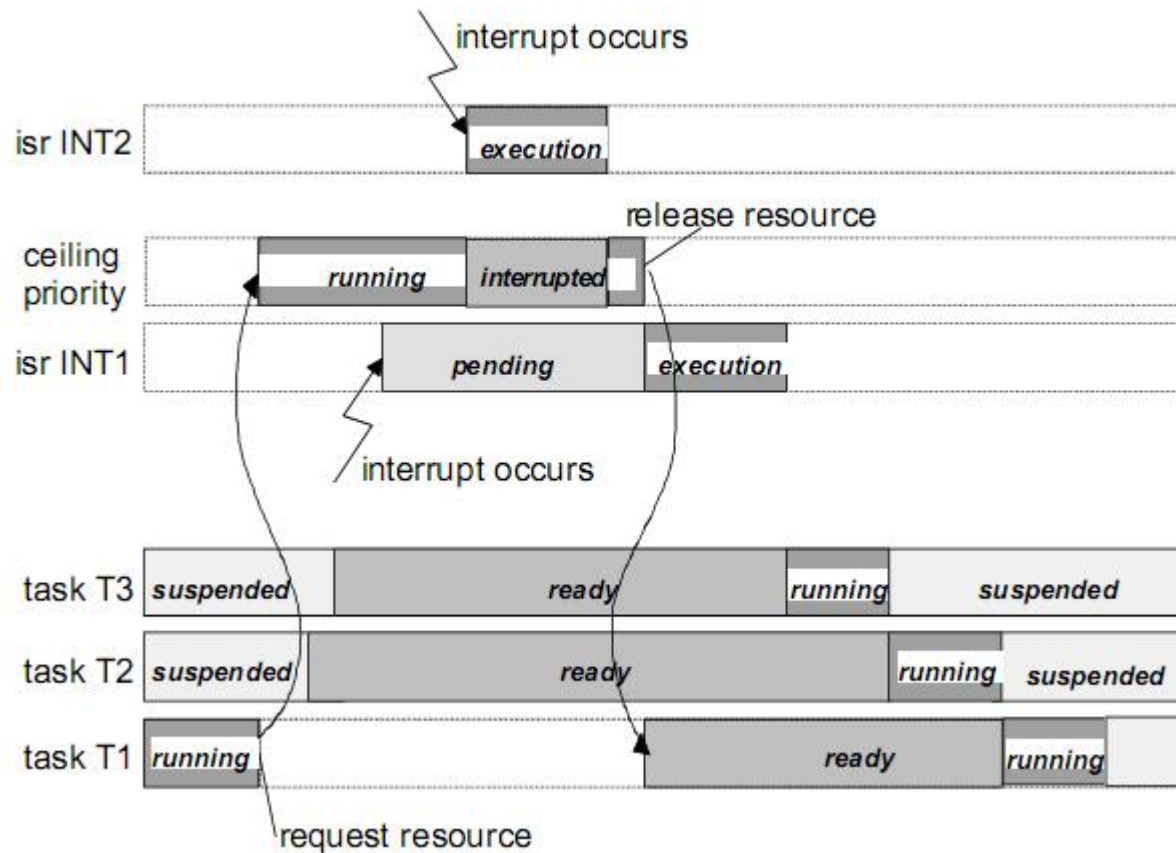 interrupt occurs
isr INT2
execution
release resource
ceiling
priority
running
interrupted
isr INT1
pending
execution
interrupt occurs
task T3
suspended
ready
running
suspended
task T2
suspended
ready
running
suspended
task T1
running
ready
running
request resource